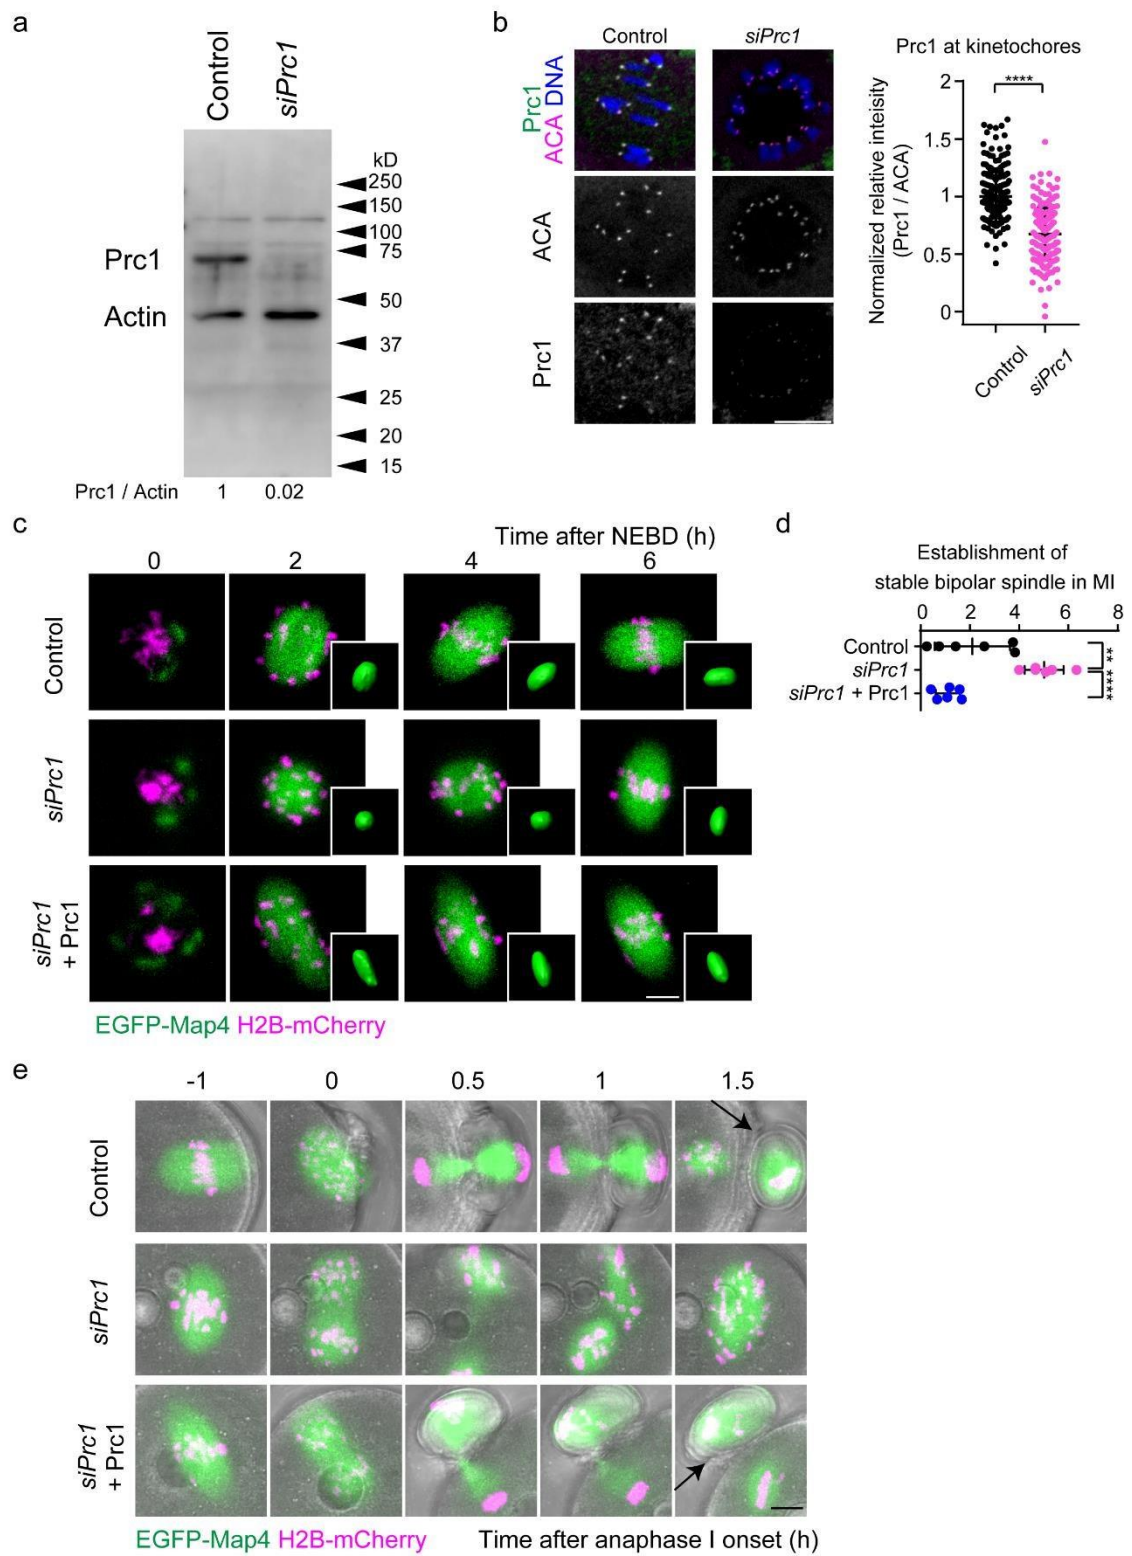 a
Control
siPrc1
kD
250
150
100
75
50
37
25
20
15
Prc1
Actin
Prc1 / Actin 1 0.02
b
Control siPrc1
Prc1
ACA DNA
ACA
Prc1
Prc1 at kinetochores
****
Normalized relative inteisity
(Prc1 / ACA)
2
1.5
1
0.5
0
Control
siPrc1
c
Time after NEBD (h)
0 2 4 6
Control
siPrc1
siPrc1
+ Prc1
EGFP-Map4 H2B-mCherry
d
Establishment of
stable bipolar spindle in MI
0 2 4 6 8
Control
siPrc1
siPrc1 + Prc1
**
****
e
-1 0 0.5 1 1.5
Control
siPrc1
siPrc1
+ Prc1
EGFP-Map4 H2B-mCherry Time after anaphase I onset (h)